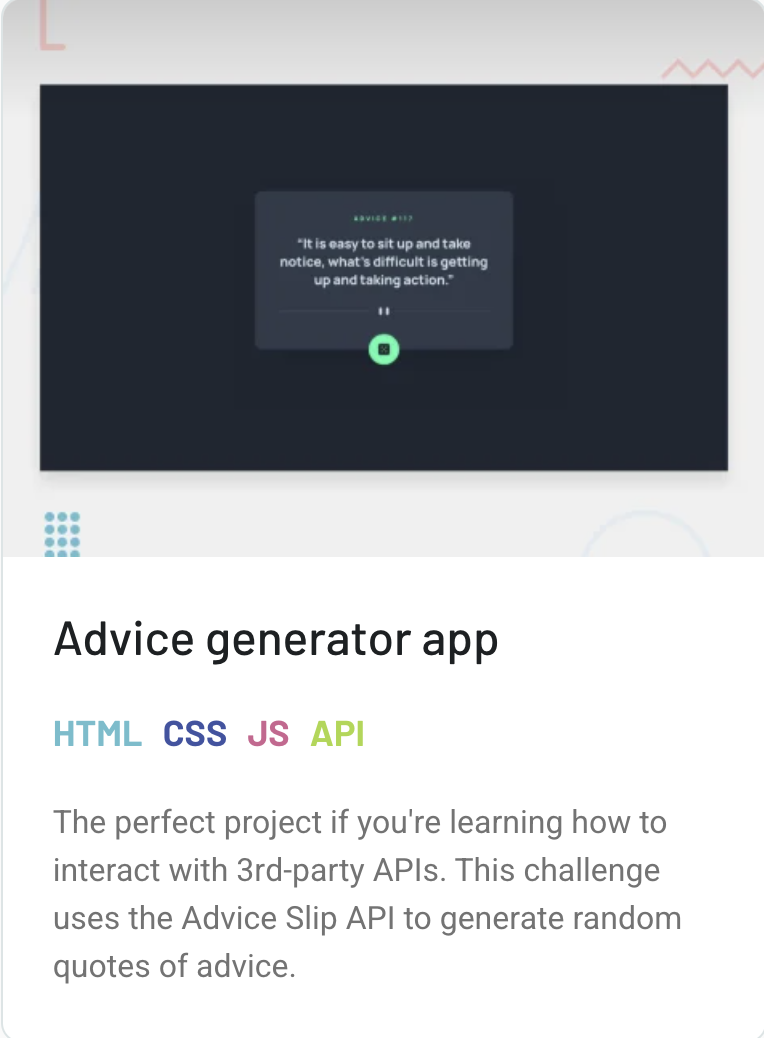 ADVICE #117
“It is easy to sit up and take
notice, what's difficult is getting
up and taking action.”
Advice generator app
HTML CSS JS API
The perfect project if you're learning how to
interact with 3rd-party APIs. This challenge
uses the Advice Slip API to generate random
quotes of advice.